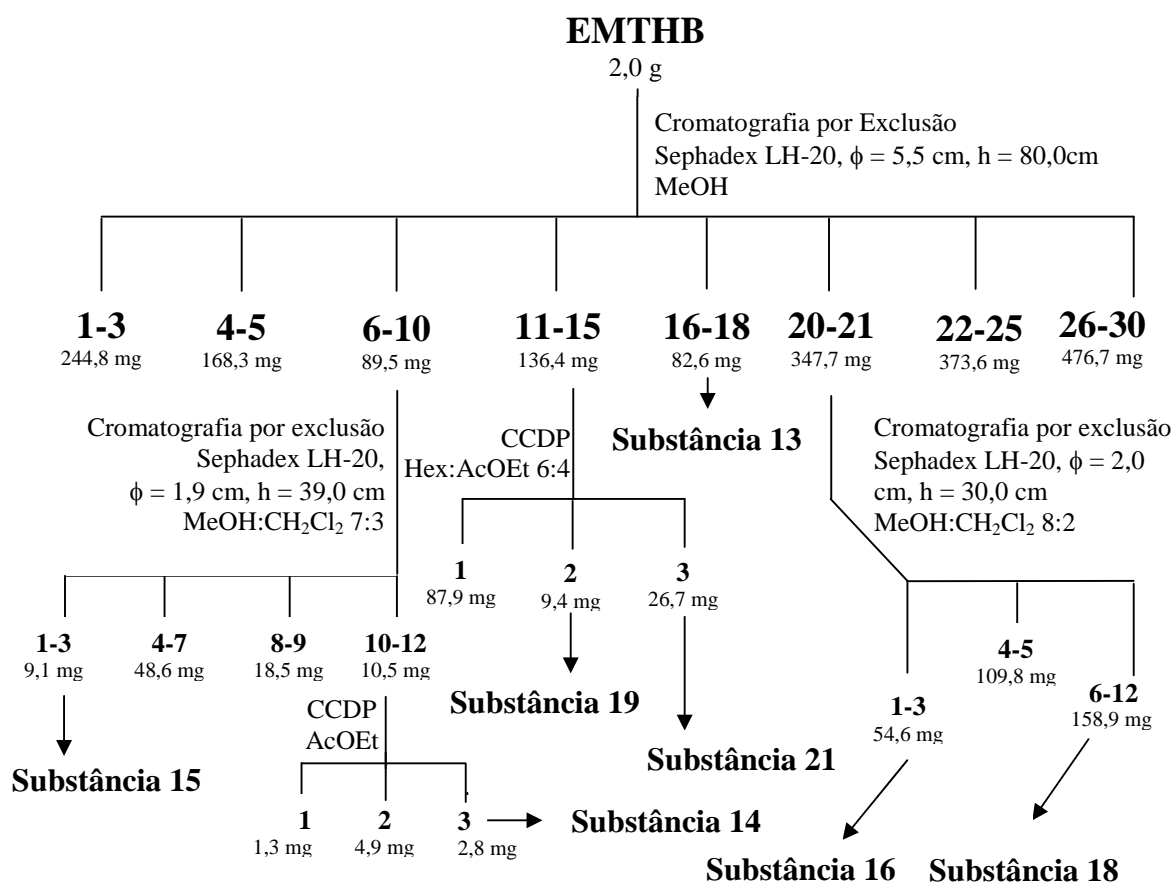 EMTHB
2,0 g
Cromatografia por Exclusão
Sephadex LH-20, ϕ = 5,5 cm, h = 80,0cm
MeOH
1-3
244,8 mg
4-5
168,3 mg
6-10
89,5 mg
11-15
136,4 mg
16-18
82,6 mg
20-21
347,7 mg
22-25
373,6 mg
26-30
476,7 mg
Cromatografia por exclusão
Sephadex LH-20,
ϕ = 1,9 cm, h = 39,0 cm
MeOH:CH₂Cl₂ 7:3
CCDP
Hex:AcOEt 6:4
Substância 13
Cromatografia por exclusão
Sephadex LH-20, ϕ = 2,0
cm, h = 30,0 cm
MeOH:CH₂Cl₂ 8:2
1
87,9 mg
2
9,4 mg
3
26,7 mg
1-3
9,1 mg
4-7
48,6 mg
8-9
18,5 mg
10-12
10,5 mg
4-5
109,8 mg
1-3
54,6 mg
6-12
158,9 mg
Substância 19
CCDP
AcOEt
Substância 21
Substância 15
1
1,3 mg
2
4,9 mg
3
2,8 mg
Substância 14
Substância 16
Substância 18